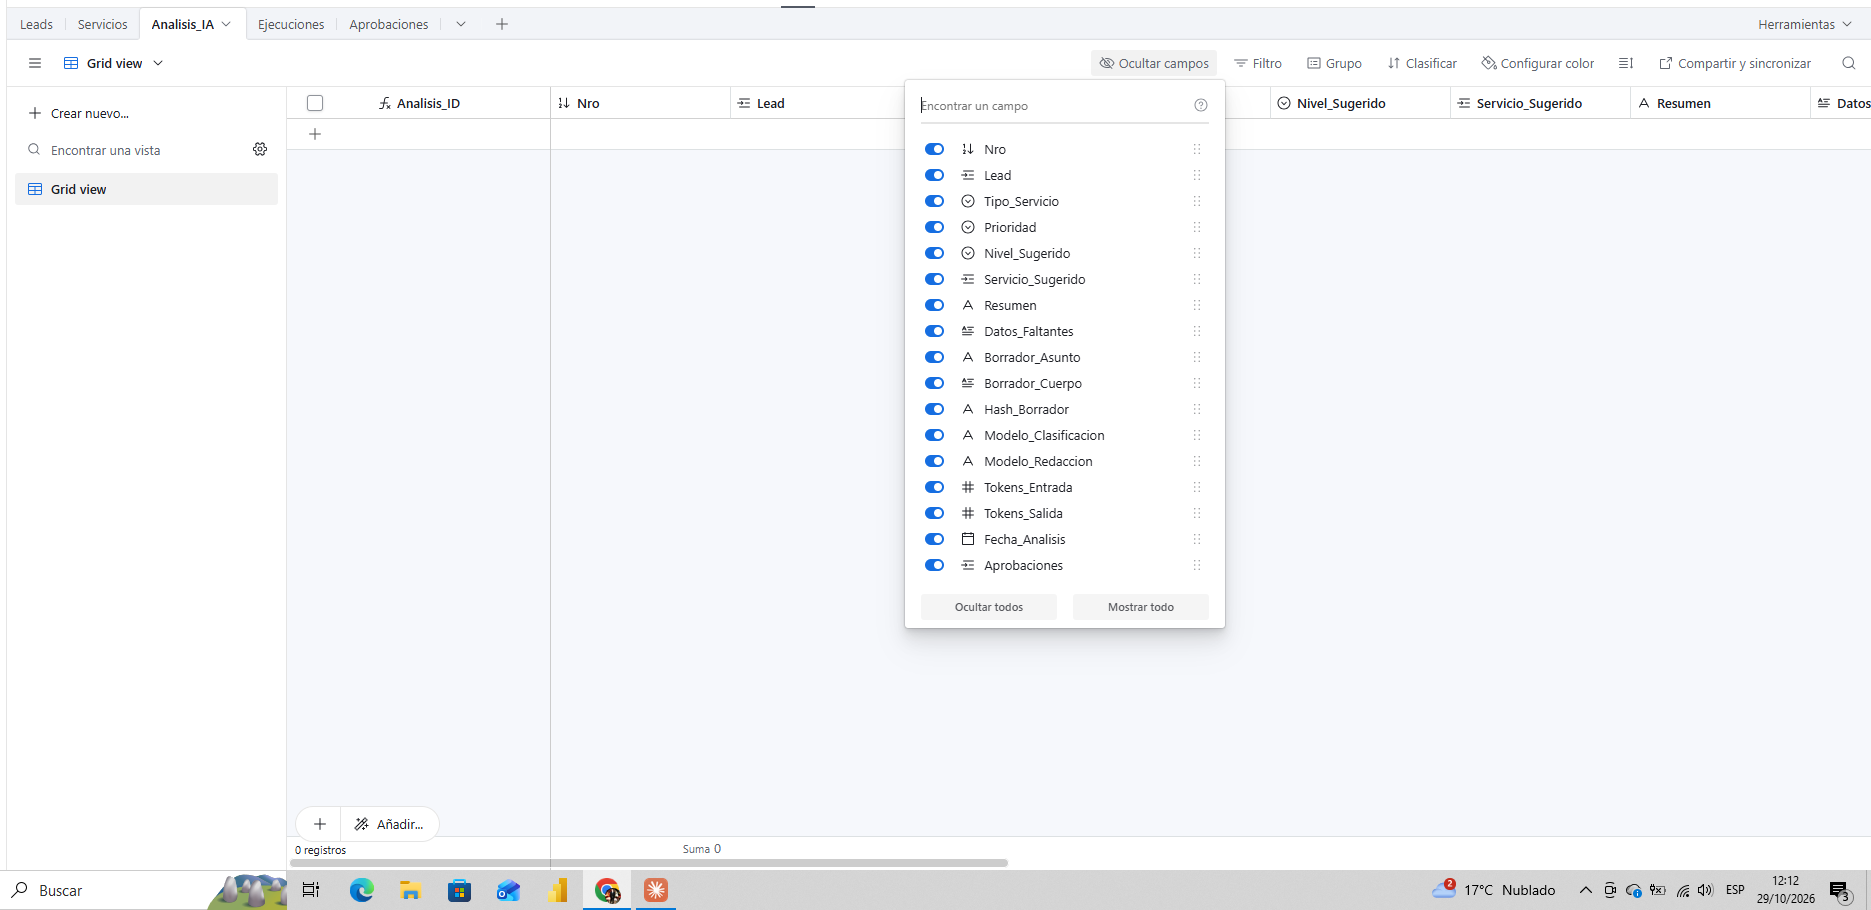 Leads Servicios Analisis_IA Ejecuciones Aprobaciones Herramientas
Grid view Ocultar campos Filtro Grupo Clasificar Configurar color Compartir y sincronizar
Crear nuevo...
Encontrar una vista
Grid view
Analisis_ID Nro Lead Nivel_Sugerido Servicio_Sugerido Resumen Datos
Encontrar un campo
Nro
Lead
Tipo_Servicio
Prioridad
Nivel_Sugerido
Servicio_Sugerido
Resumen
Datos_Faltantes
Borrador_Asunto
Borrador_Cuerpo
Hash_Borrador
Modelo_Clasificacion
Modelo_Redaccion
Tokens_Entrada
Tokens_Salida
Fecha_Analisis
Aprobaciones
Ocultar todos Mostrar todo
Añadir...
0 registros Suma 0
Buscar 2 17°C Nublado ESP 12:12
29/10/2026 3